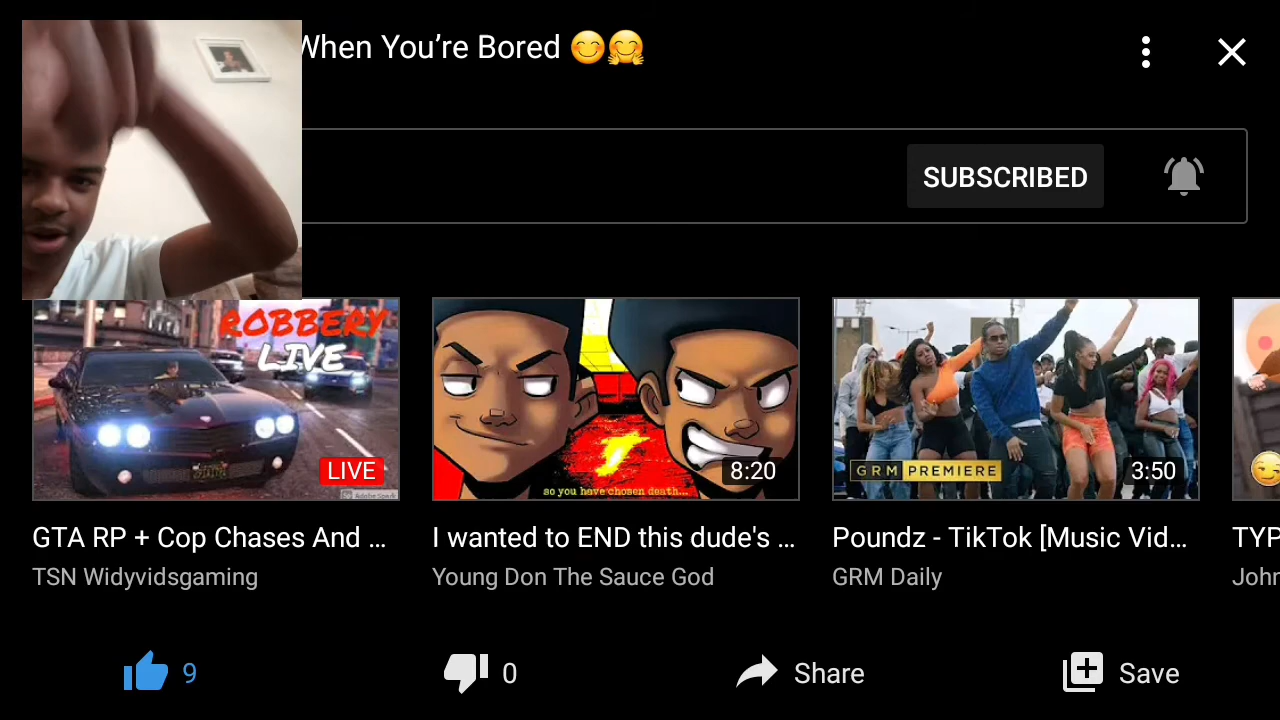 When You’re Bored 😊🤗
SUBSCRIBED
ROBBERY
LIVE
LIVE
Adobe Spark
so you have chosen death...
8:20
GRM PREMIERE
3:50
GTA RP + Cop Chases And ...
I wanted to END this dude's ...
Poundz - TikTok [Music Vid...
TYP
TSN Widyvidsgaming
Young Don The Sauce God
GRM Daily
John
9
0
Share
Save